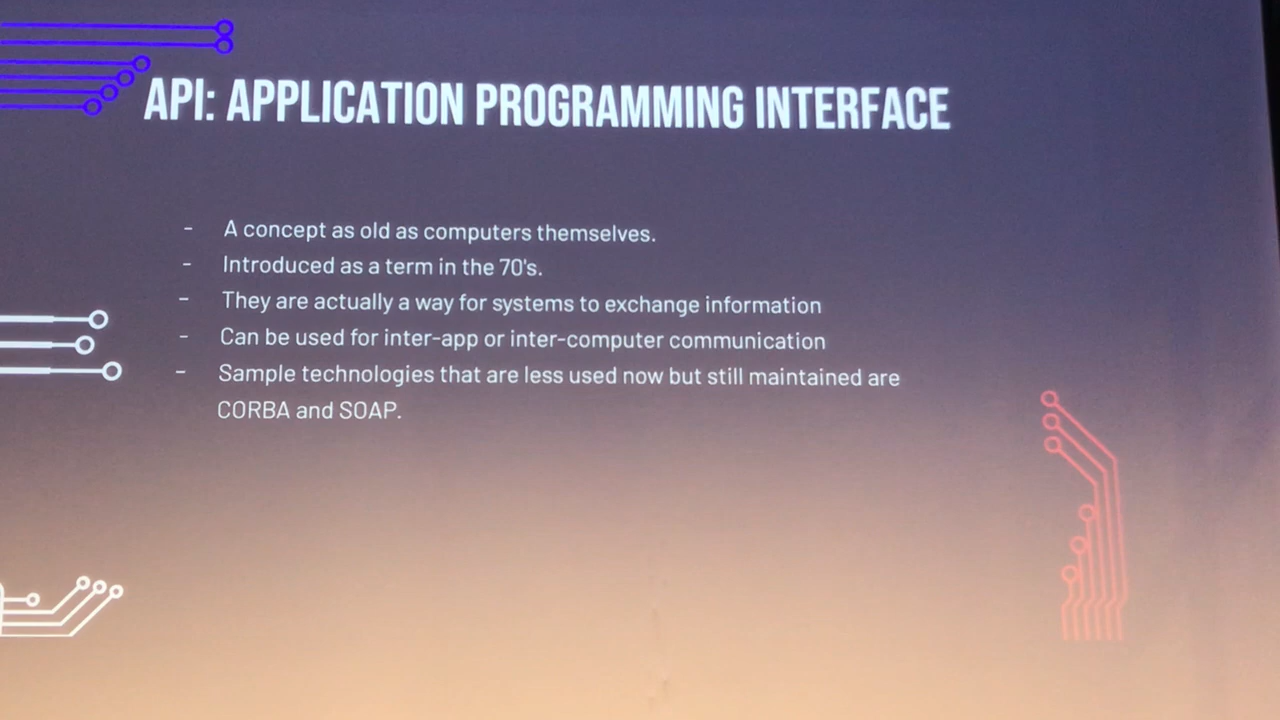 API: APPLICATION PROGRAMMING INTERFACE
- A concept as old as computers themselves.
- Introduced as a term in the 70's.
- They are actually a way for systems to exchange information
- Can be used for inter-app or inter-computer communication
- Sample technologies that are less used now but still maintained are
CORBA and SOAP.